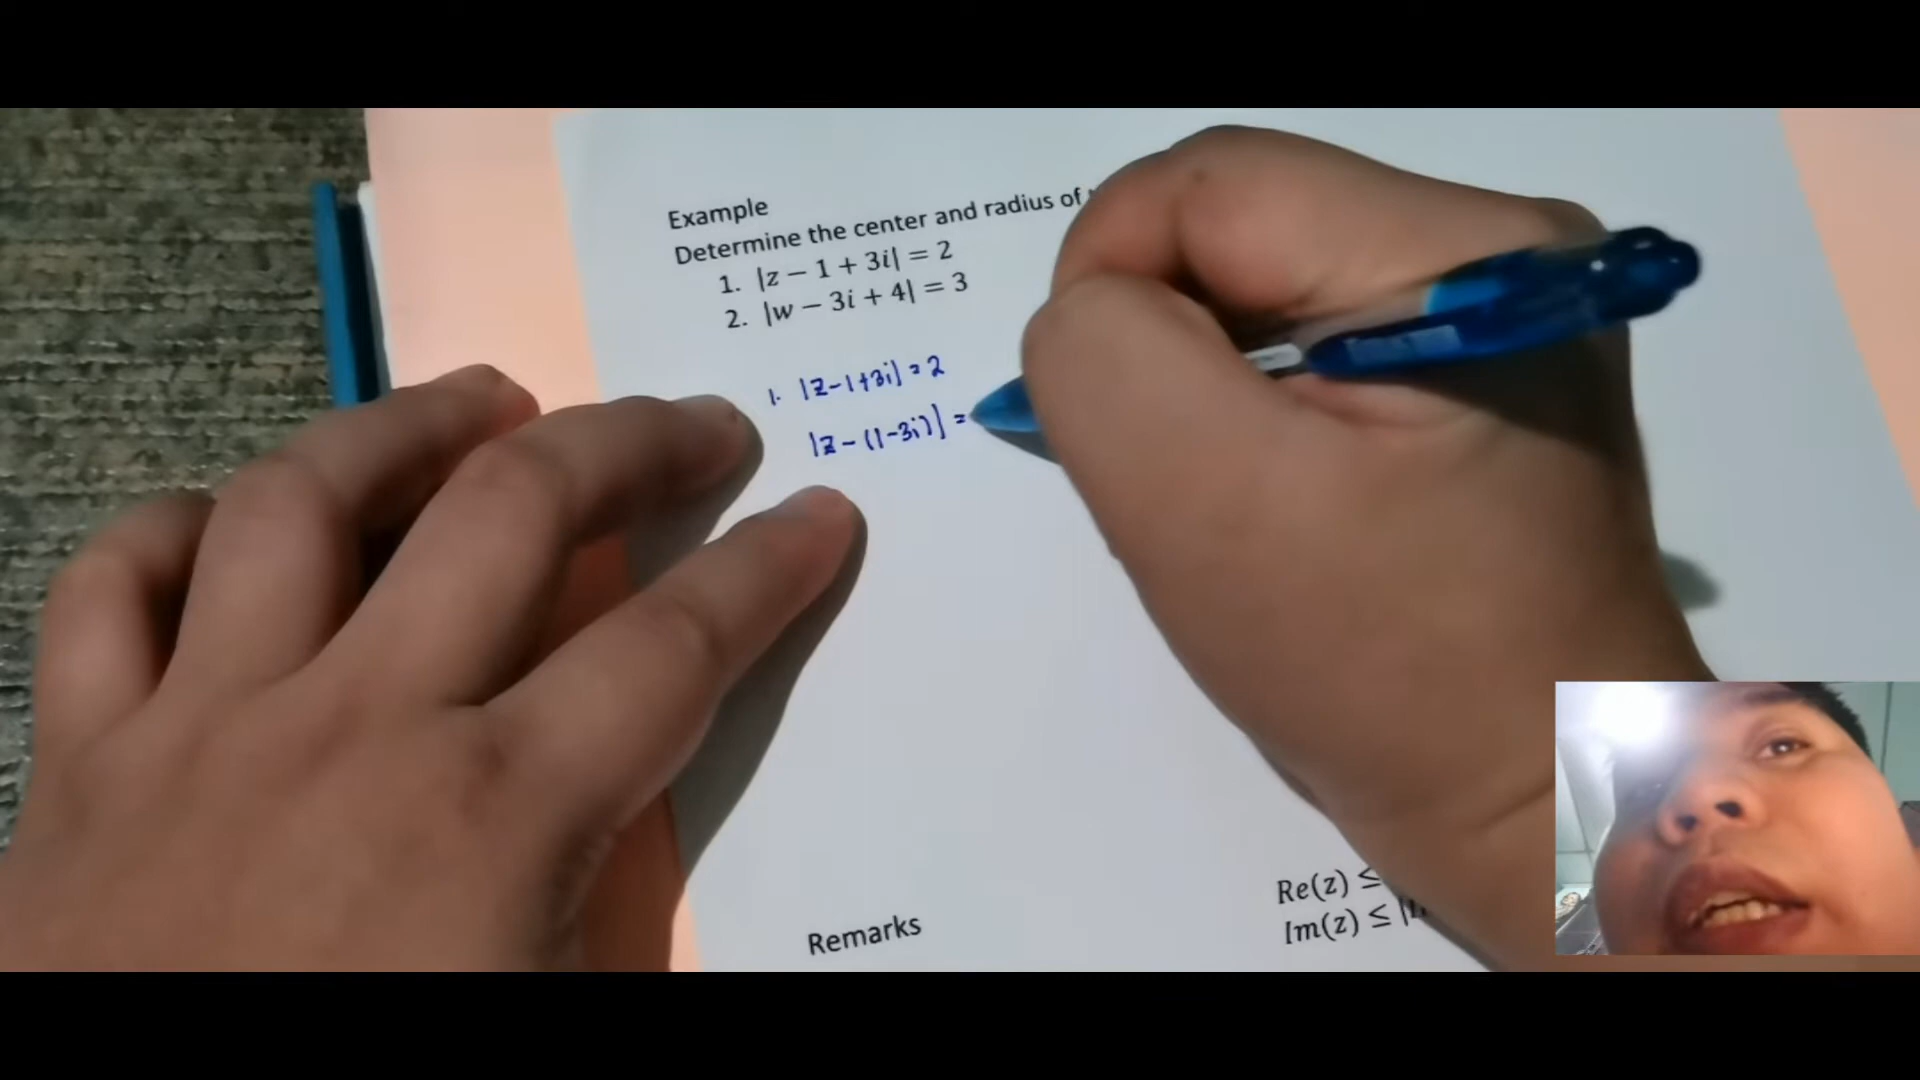 Example
Determine the center and radius of
1. |z − 1 + 3i| = 2
2. |w − 3i + 4| = 3
1. |z-1+3i| = 2
|z-(1-3i)| =
Re(z) ≤
Remarks
Im(z) ≤